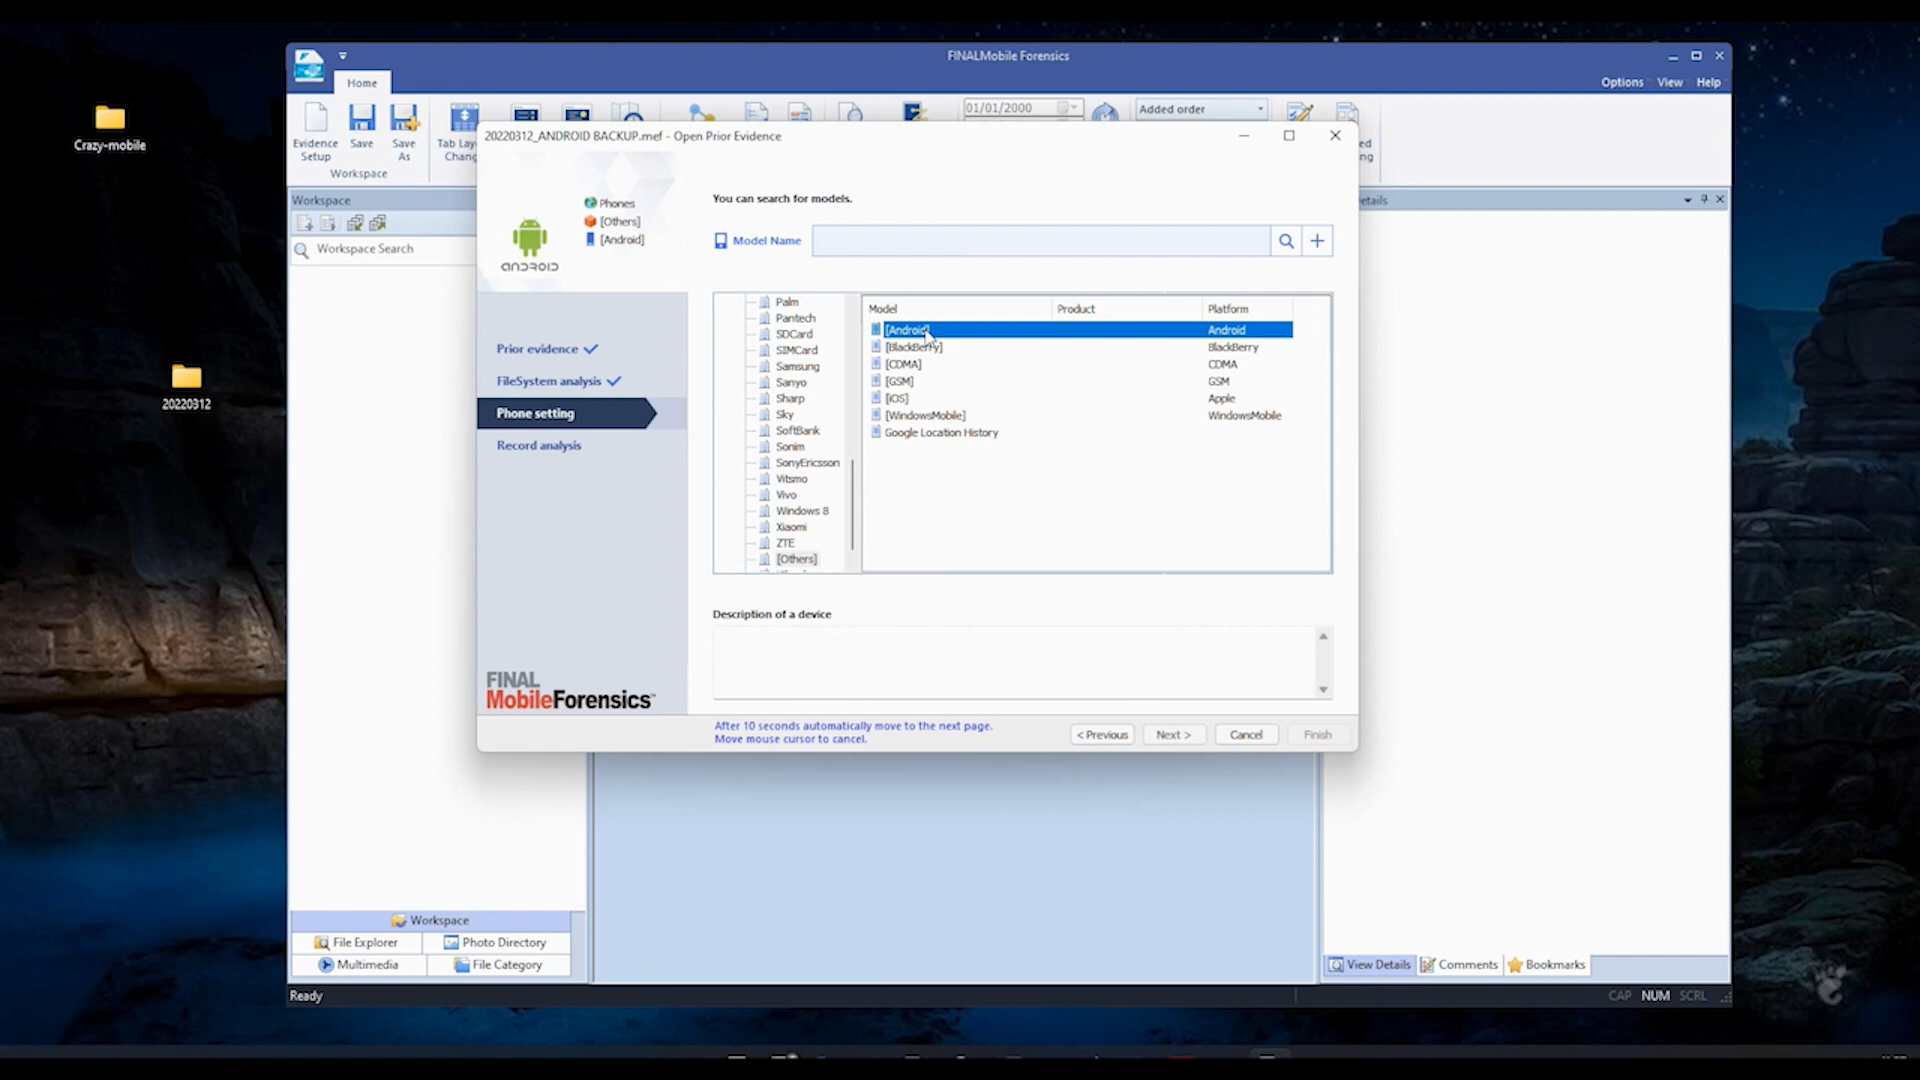 FINALMobile Forensics
Home
Options View Help
Crazy-mobile
20220312
Evidence Setup
Save
Save As
Tab Lay
Chang
Workspace
01/01/2000
Added order
20220312_ANDROID BACKUP.mef - Open Prior Evidence
Workspace
Workspace Search
etails
ANDROID
Phones
[Others]
[Android]
You can search for models.
Model Name
Prior evidence
FileSystem analysis
Phone setting
Record analysis
Palm
Pantech
SDCard
SIMCard
Samsung
Sanyo
Sharp
Sky
SoftBank
Sonim
SonyEricsson
Vitsmo
Vivo
Windows 8
Xiaomi
ZTE
[Others]
Model Product Platform
[Android] Android
[BlackBerry] BlackBerry
[CDMA] CDMA
[GSM] GSM
[iOS] Apple
[WindowsMobile] WindowsMobile
Google Location History
Description of a device
FINAL
MobileForensics™
After 10 seconds automatically move to the next page.
Move mouse cursor to cancel.
< Previous Next > Cancel Finish
Workspace
File Explorer Photo Directory
Multimedia File Category
View Details Comments Bookmarks
Ready
CAP NUM SCRL